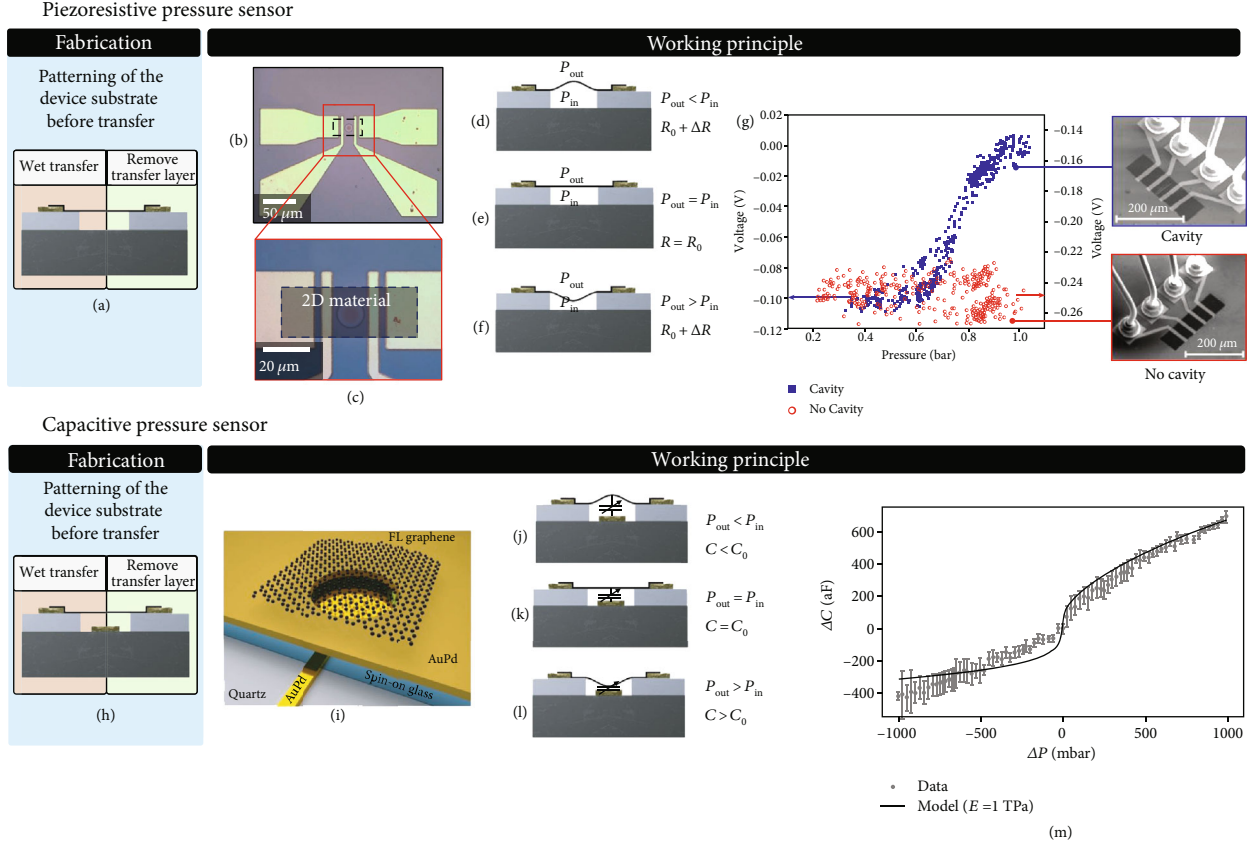 Piezoresistive pressure sensor
Fabrication
Working principle
Patterning of the
device substrate
before transfer
Wet transfer
Remove
transfer layer
(a)
(b)
50 μm
2D material
20 μm
(c)
P_out
P_in
(d)
P_out < P_in
R_0 + ΔR
P_out
P_in
(e)
P_out = P_in
R = R_0
P_out
P_in
(f)
P_out > P_in
R_0 + ΔR
(g)
Voltage (V)
0.02
0.00
−0.02
−0.04
−0.06
−0.08
−0.10
−0.12
0.2
0.4
0.6
0.8
1.0
Pressure (bar)
−0.14
−0.16
−0.18
−0.20
−0.22
−0.24
−0.26
Voltage (V)
Cavity
No Cavity
200 μm
Cavity
200 μm
No cavity
Capacitive pressure sensor
Fabrication
Working principle
Patterning of the
device substrate
before transfer
Wet transfer
Remove
transfer layer
(h)
FL graphene
AuPd
Spin-on glass
AuPd
Quartz
(i)
(j)
P_out < P_in
C < C_0
(k)
P_out = P_in
C = C_0
(l)
P_out > P_in
C > C_0
ΔC (aF)
600
400
200
0
−200
−400
−1000
−500
0
500
1000
ΔP (mbar)
Data
Model (E =1 TPa)
(m)